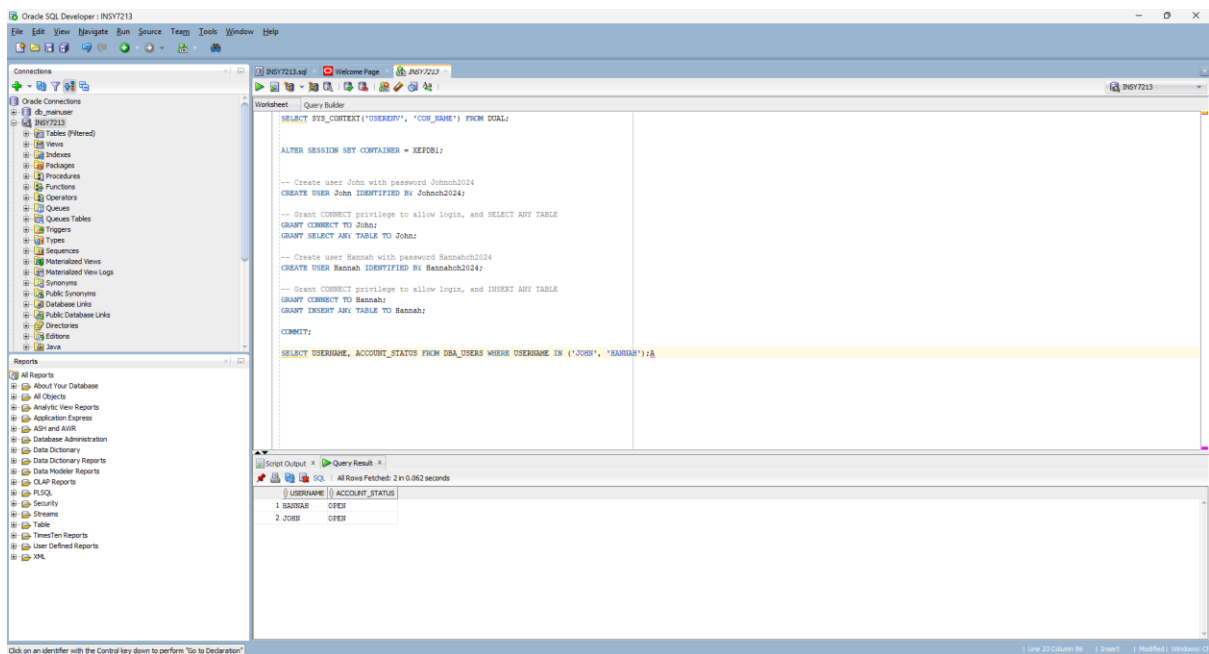 Oracle SQL Developer : INSY7213
File Edit View Navigate Run Source Team Tools Window Help
Connections
Oracle Connections
db_mainuser
INSY7213
Tables (Filtered)
Views
Indexes
Packages
Procedures
Functions
Operators
Queues
Queues Tables
Triggers
Types
Sequences
Materialized Views
Materialized View Logs
Synonyms
Public Synonyms
Database Links
Public Database Links
Directories
Editions
Java
Reports
All Reports
About Your Database
All Objects
Analytic View Reports
Application Express
ASH and AWR
Database Administration
Data Dictionary
Data Dictionary Reports
Data Modeler Reports
OLAP Reports
PLSQL
Security
Streams
Table
TimesTen Reports
User Defined Reports
XML
INSY7213.sql Welcome Page INSY7213
INSY7213
Worksheet Query Builder
SELECT SYS_CONTEXT('USERENV', 'CON_NAME') FROM DUAL;
ALTER SESSION SET CONTAINER = XEPDB1;
-- Create user John with password Johnch2024
CREATE USER John IDENTIFIED BY Johnch2024;
-- Grant CONNECT privilege to allow login, and SELECT ANY TABLE
GRANT CONNECT TO John;
GRANT SELECT ANY TABLE TO John;
-- Create user Hannah with password Hannahch2024
CREATE USER Hannah IDENTIFIED BY Hannahch2024;
-- Grant CONNECT privilege to allow login, and INSERT ANY TABLE
GRANT CONNECT TO Hannah;
GRANT INSERT ANY TABLE TO Hannah;
COMMIT;
SELECT USERNAME, ACCOUNT_STATUS FROM DBA_USERS WHERE USERNAME IN ('JOHN', 'HANNAH');A
Script Output Query Result
SQL | All Rows Fetched: 2 in 0.062 seconds
USERNAME ACCOUNT_STATUS
1 HANNAH OPEN
2 JOHN OPEN
Click on an identifier with the Control key down to perform "Go to Declaration"
| Line 23 Column 86 | Insert | Modified | Windows: C